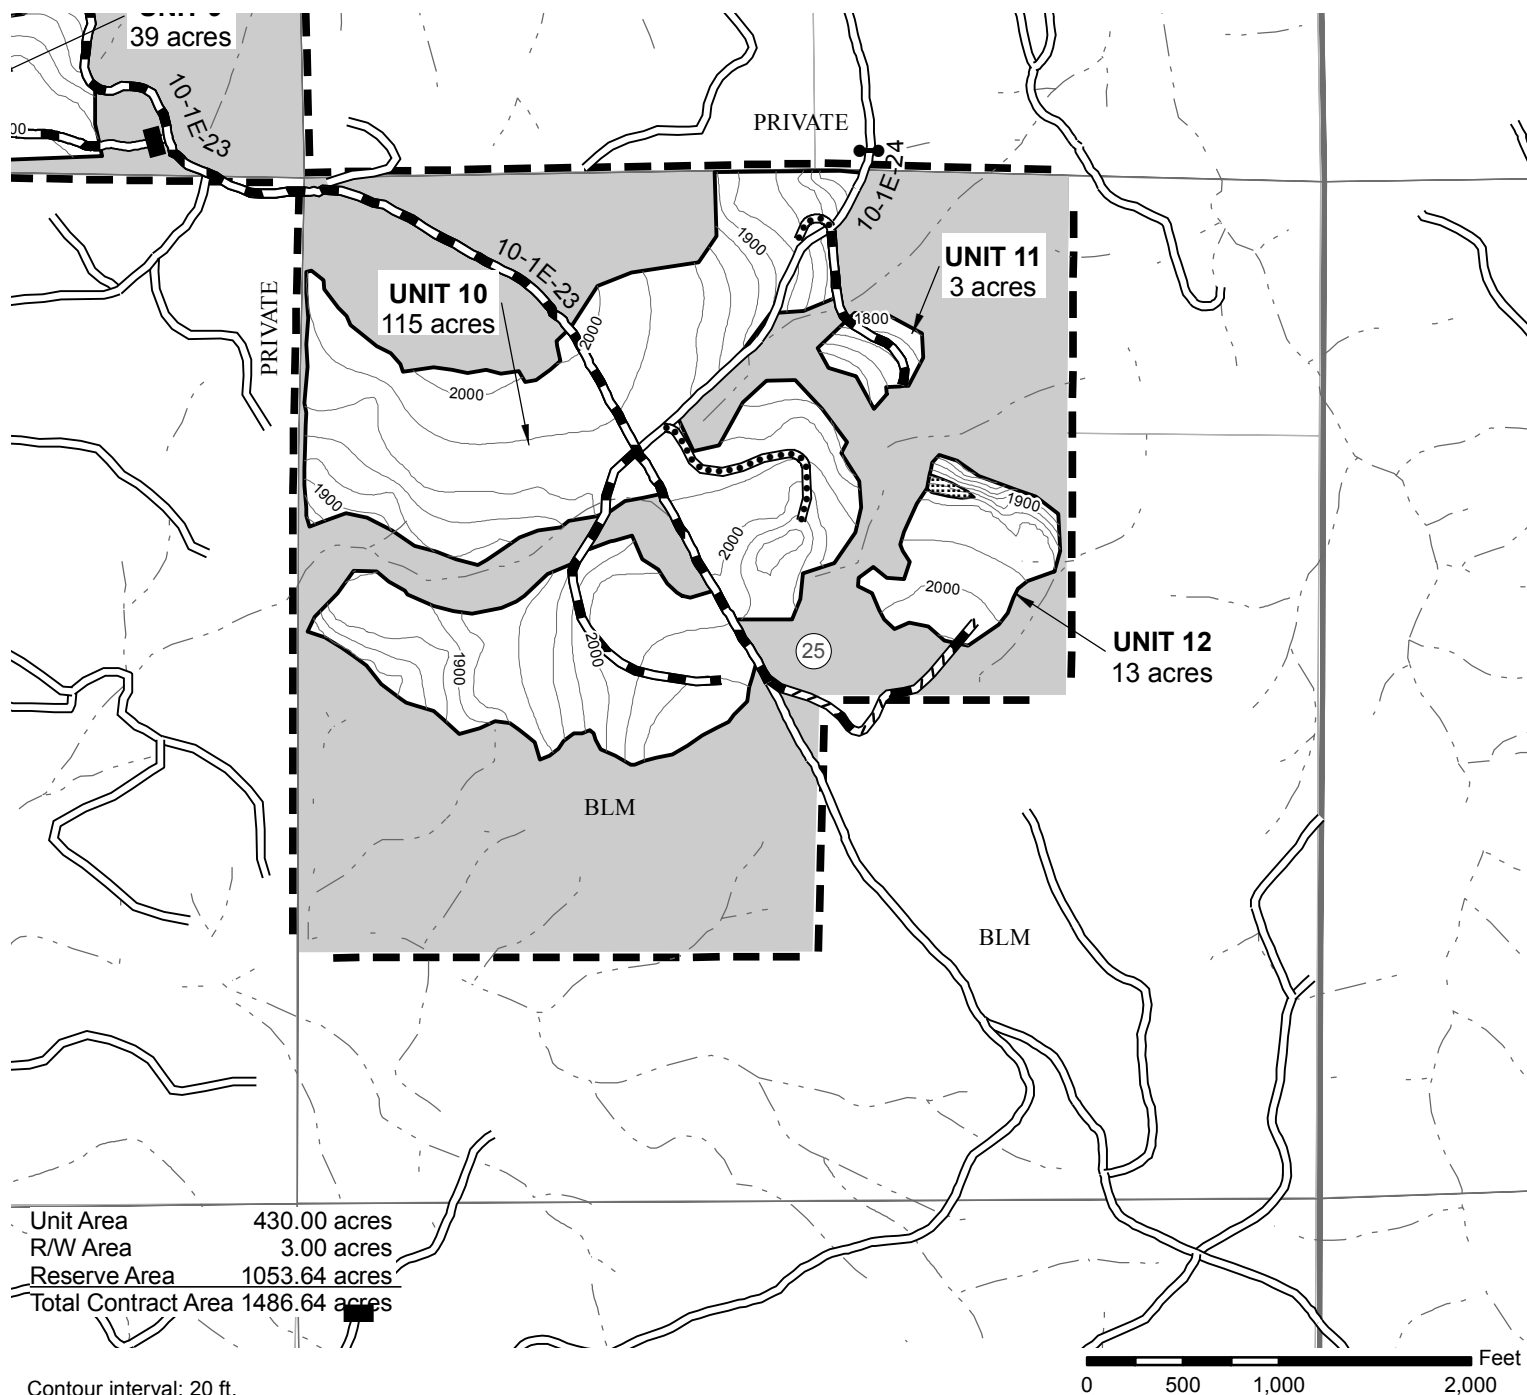 39 acres
10-1E-23
00
PRIVATE
10-1E-24
1900
UNIT 11
3 acres
10-1E-23
UNIT 10
115 acres
PRIVATE
1800
2000
2000
1900
1900
2000
2000
2000
1900
25
UNIT 12
13 acres
BLM
BLM
Unit Area 430.00 acres
R/W Area 3.00 acres
Reserve Area 1053.64 acres
Total Contract Area 1486.64 acres
Feet
0 500 1,000 2,000
Contour interval: 20 ft.